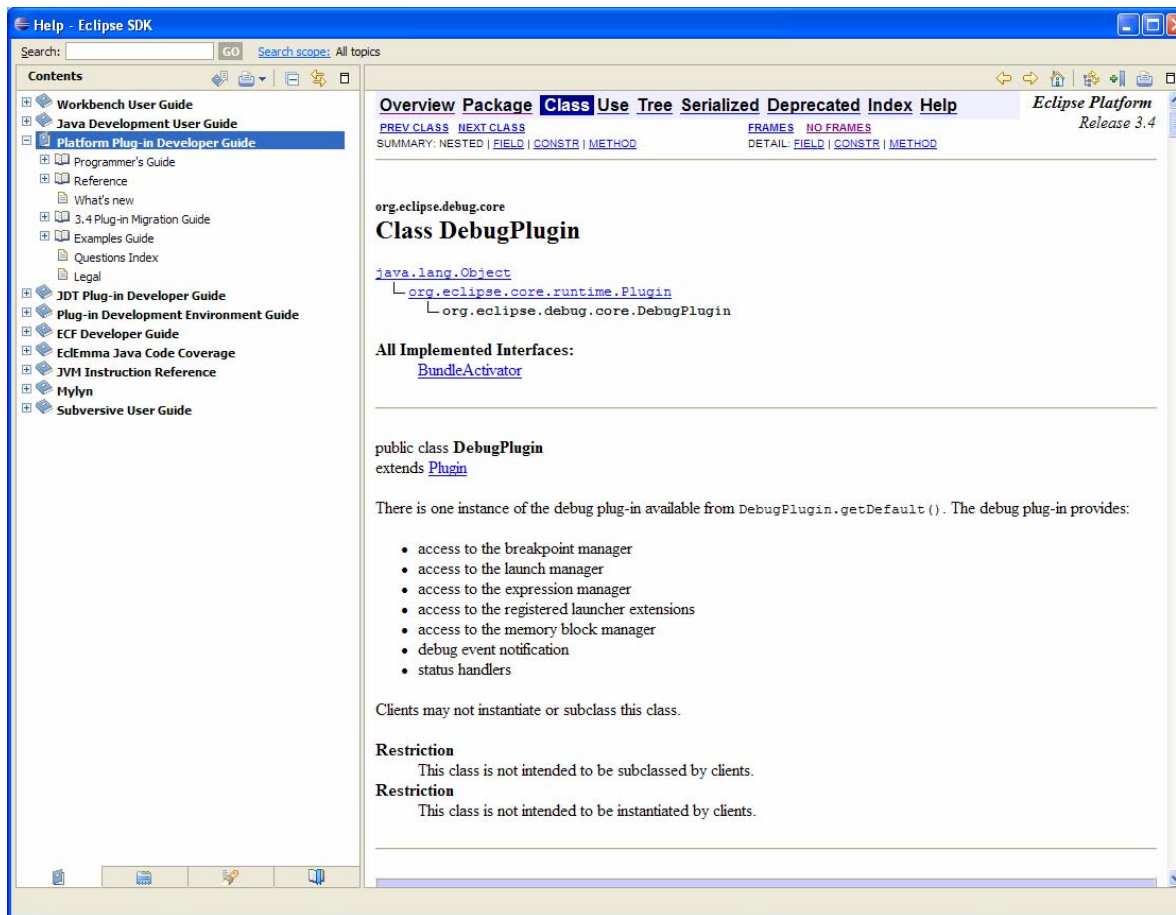 Help - Eclipse SDK
Search: GO Search scope: All topics
Contents
Workbench User Guide
Java Development User Guide
Platform Plug-in Developer Guide
Programmer's Guide
Reference
What's new
3.4 Plug-in Migration Guide
Examples Guide
Questions Index
Legal
JDT Plug-in Developer Guide
Plug-in Development Environment Guide
ECF Developer Guide
EclEmma Java Code Coverage
JVM Instruction Reference
Mylyn
Subversive User Guide
Overview Package Class Use Tree Serialized Deprecated Index Help
Eclipse Platform
Release 3.4
PREV CLASS NEXT CLASS FRAMES NO FRAMES
SUMMARY: NESTED | FIELD | CONSTR | METHOD DETAIL: FIELD | CONSTR | METHOD
org.eclipse.debug.core
Class DebugPlugin
java.lang.Object
org.eclipse.core.runtime.Plugin
org.eclipse.debug.core.DebugPlugin
All Implemented Interfaces:
BundleActivator
public class DebugPlugin
extends Plugin
There is one instance of the debug plug-in available from DebugPlugin.getDefault(). The debug plug-in provides:
• access to the breakpoint manager
• access to the launch manager
• access to the expression manager
• access to the registered launcher extensions
• access to the memory block manager
• debug event notification
• status handlers
Clients may not instantiate or subclass this class.
Restriction
This class is not intended to be subclassed by clients.
Restriction
This class is not intended to be instantiated by clients.